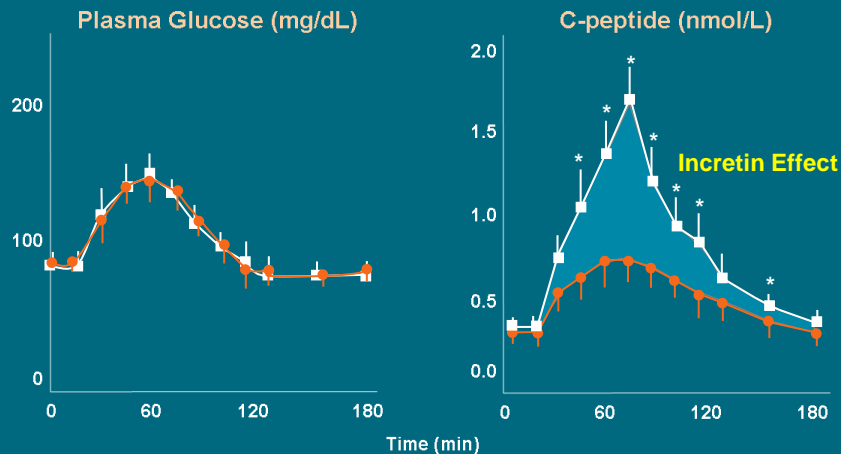 Plasma Glucose (mg/dL)
200
100
0
0 60 120 180
C-peptide (nmol/L)
2.0
1.5
1.0
0.5
0.0
* * * * * * * *
Incretin Effect
0 60 120 180
Time (min)